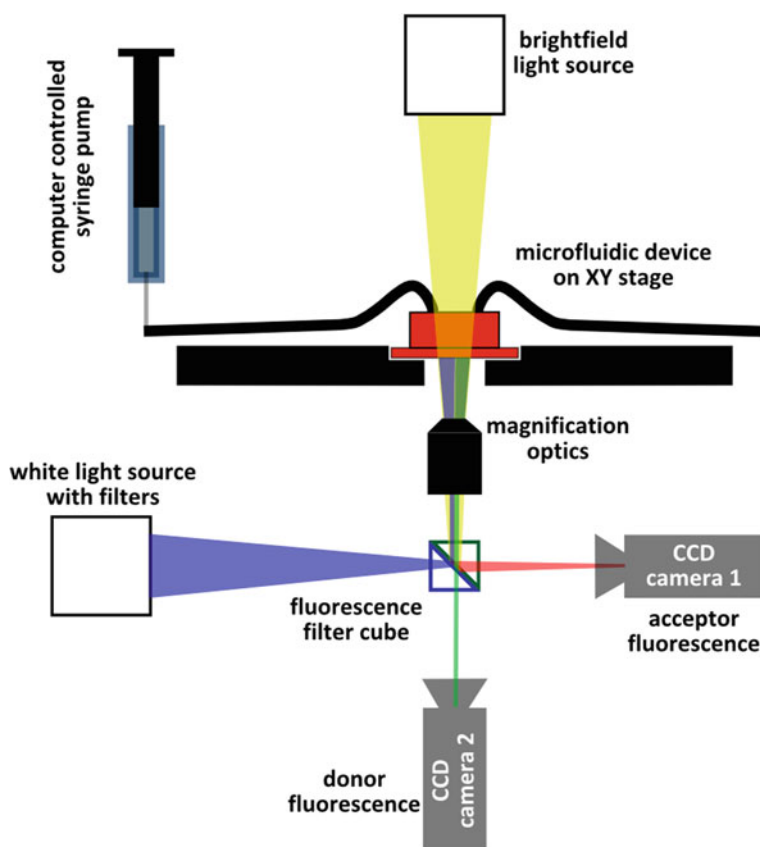 brightfield
light source
computer controlled
syringe pump
microfluidic device
on XY stage
magnification
optics
white light source
with filters
fluorescence
filter cube
CCD
camera 1
acceptor
fluorescence
donor
fluorescence
CCD
camera 2